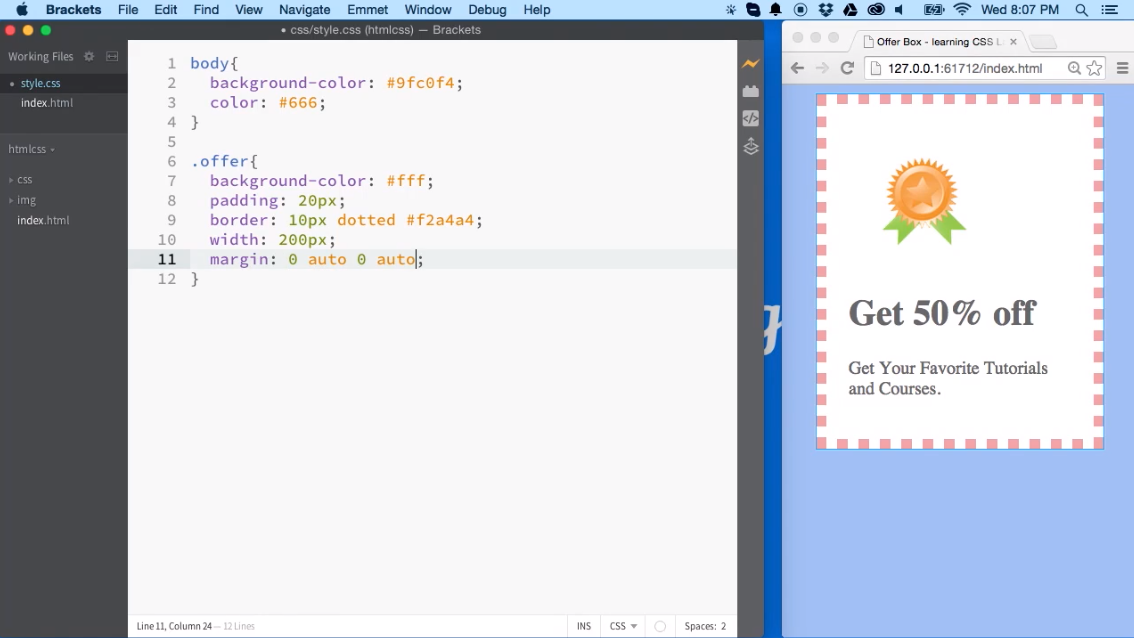 Brackets File Edit Find View Navigate Emmet Window Debug Help Wed 8:07 PM
css/style.css (htmlcss) — Brackets
Working Files
style.css
index.html
htmlcss
css
img
index.html
1 body{
2 background-color: #9fc0f4;
3 color: #666;
4 }
5
6 .offer{
7 background-color: #fff;
8 padding: 20px;
9 border: 10px dotted #f2a4a4;
10 width: 200px;
11 margin: 0 auto 0 auto;
12 }
Line 11, Column 24 — 12 Lines
INS CSS Spaces: 2
Offer Box - learning CSS L
127.0.0.1:61712/index.html
Get 50% off
Get Your Favorite Tutorials
and Courses.